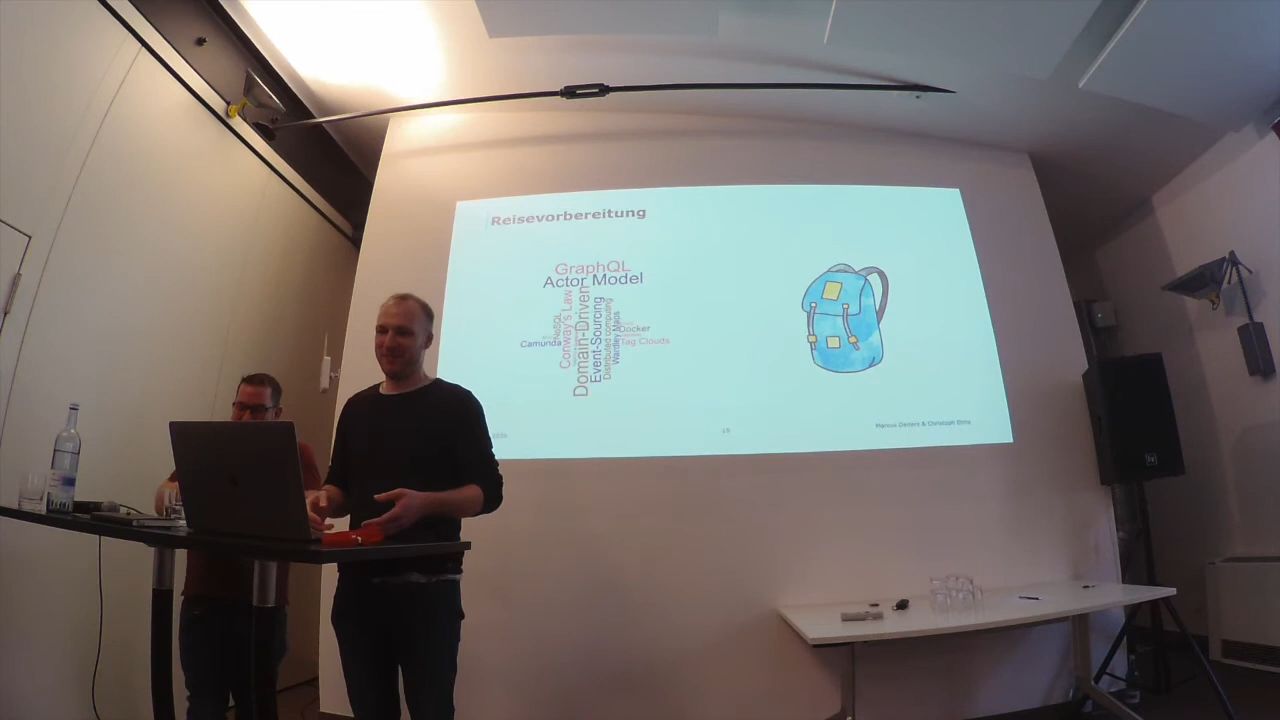 Reisevorbereitung
GraphQL
Actor Model
NoSQL
Conway's Law
Domain-Driven
Event-Sourcing
Distributed computing
Wardley Maps
Docker
Camunda
Tag Clouds
15